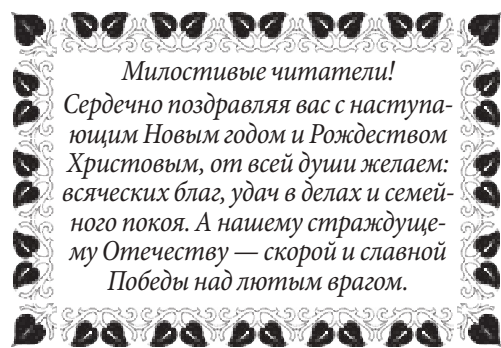 Милостивые читатели!
Сердечно поздравляя вас с наступа-
ющим Новым годом и Рождеством
Христовым, от всей души желаем:
всяческих благ, удач в делах и семей-
ного покоя. А нашему страждуще-
му Отечеству — скорой и славной
Победы над лютым врагом.